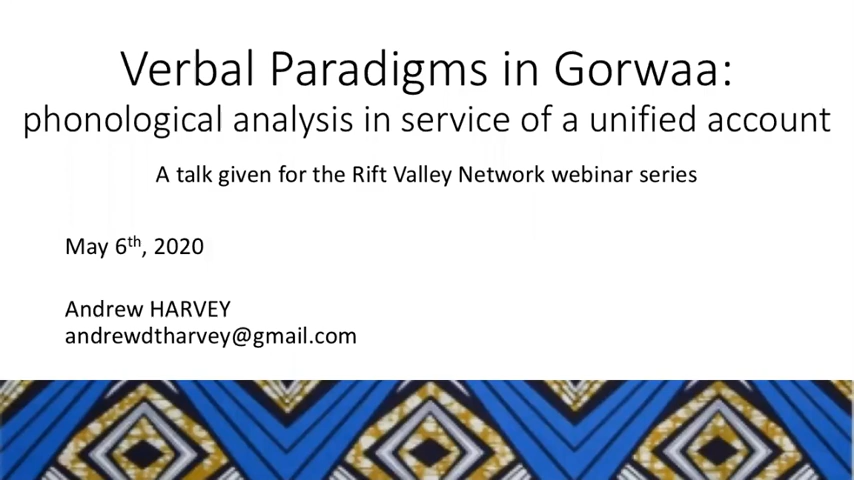 Verbal Paradigms in Gorwaa:
phonological analysis in service of a unified account
A talk given for the Rift Valley Network webinar series
May 6th, 2020
Andrew HARVEY
andrewdtharvey@gmail.com